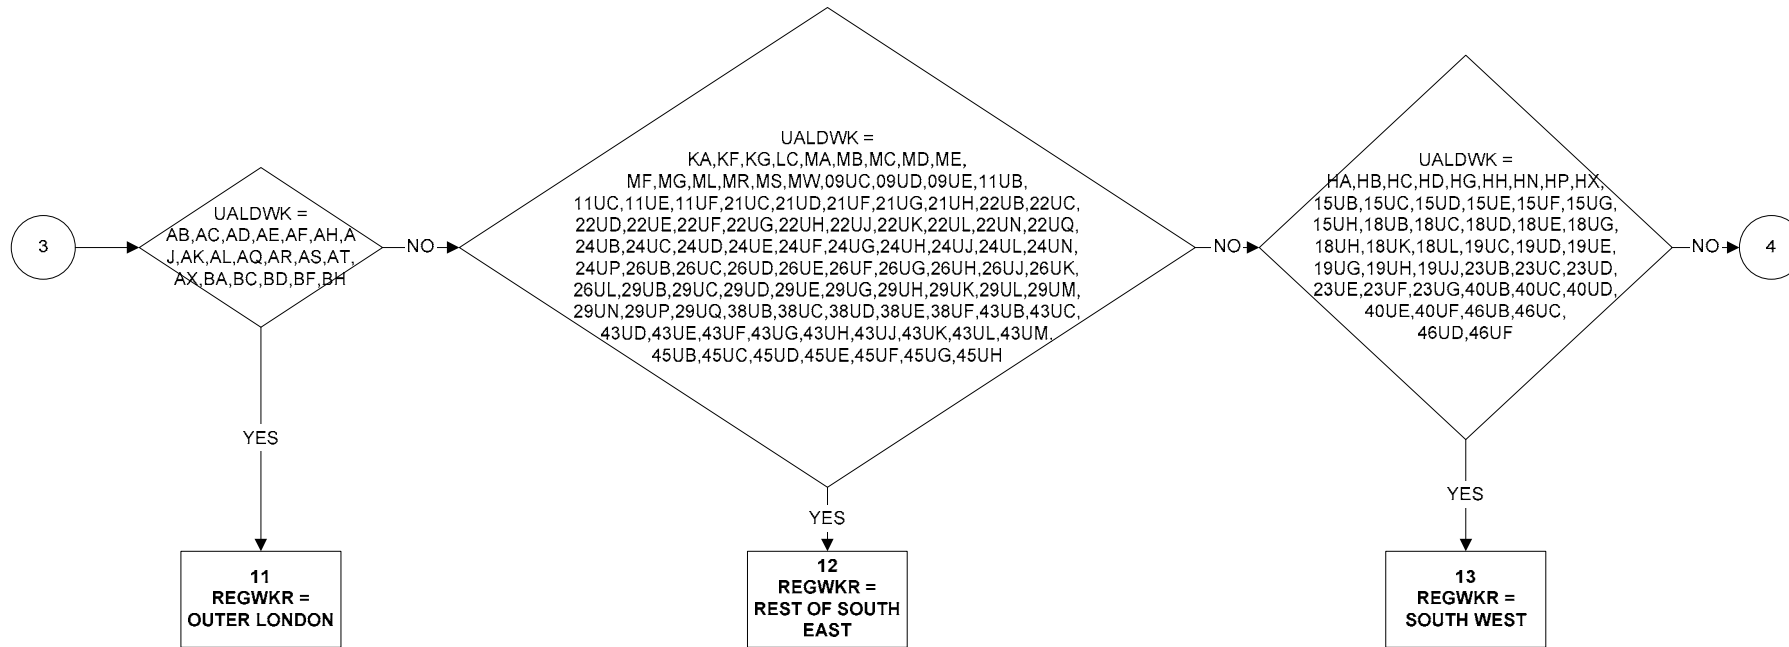 3
UALDWK =
AB,AC,AD,AE,AF,AH,A
J,AK,AL,AQ,AR,AS,AT,
AX,BA,BC,BD,BF,BH
NO
YES
11
REGWKR =
OUTER LONDON
UALDWK =
KA,KF,KG,LC,MA,MB,MC,MD,ME,
MF,MG,ML,MR,MS,MW,09UC,09UD,09UE,11UB,
11UC,11UE,11UF,21UC,21UD,21UF,21UG,21UH,22UB,22UC,
22UD,22UE,22UF,22UG,22UH,22UJ,22UK,22UL,22UN,22UQ,
24UB,24UC,24UD,24UE,24UF,24UG,24UH,24UJ,24UL,24UN,
24UP,26UB,26UC,26UD,26UE,26UF,26UG,26UH,26UJ,26UK,
26UL,29UB,29UC,29UD,29UE,29UG,29UH,29UK,29UL,29UM,
29UN,29UP,29UQ,38UB,38UC,38UD,38UE,38UF,43UB,43UC,
43UD,43UE,43UF,43UG,43UH,43UJ,43UK,43UL,43UM,
45UB,45UC,45UD,45UE,45UF,45UG,45UH
NO
YES
12
REGWKR =
REST OF SOUTH
EAST
UALDWK =
HA,HB,HC,HD,HG,HH,HN,HP,HX,
15UB,15UC,15UD,15UE,15UF,15UG,
15UH,18UB,18UC,18UD,18UE,18UG,
18UH,18UK,18UL,19UC,19UD,19UE,
19UG,19UH,19UJ,23UB,23UC,23UD,
23UE,23UF,23UG,40UB,40UC,40UD,
40UE,40UF,46UB,46UC,
46UD,46UF
NO
YES
13
REGWKR =
SOUTH WEST
4